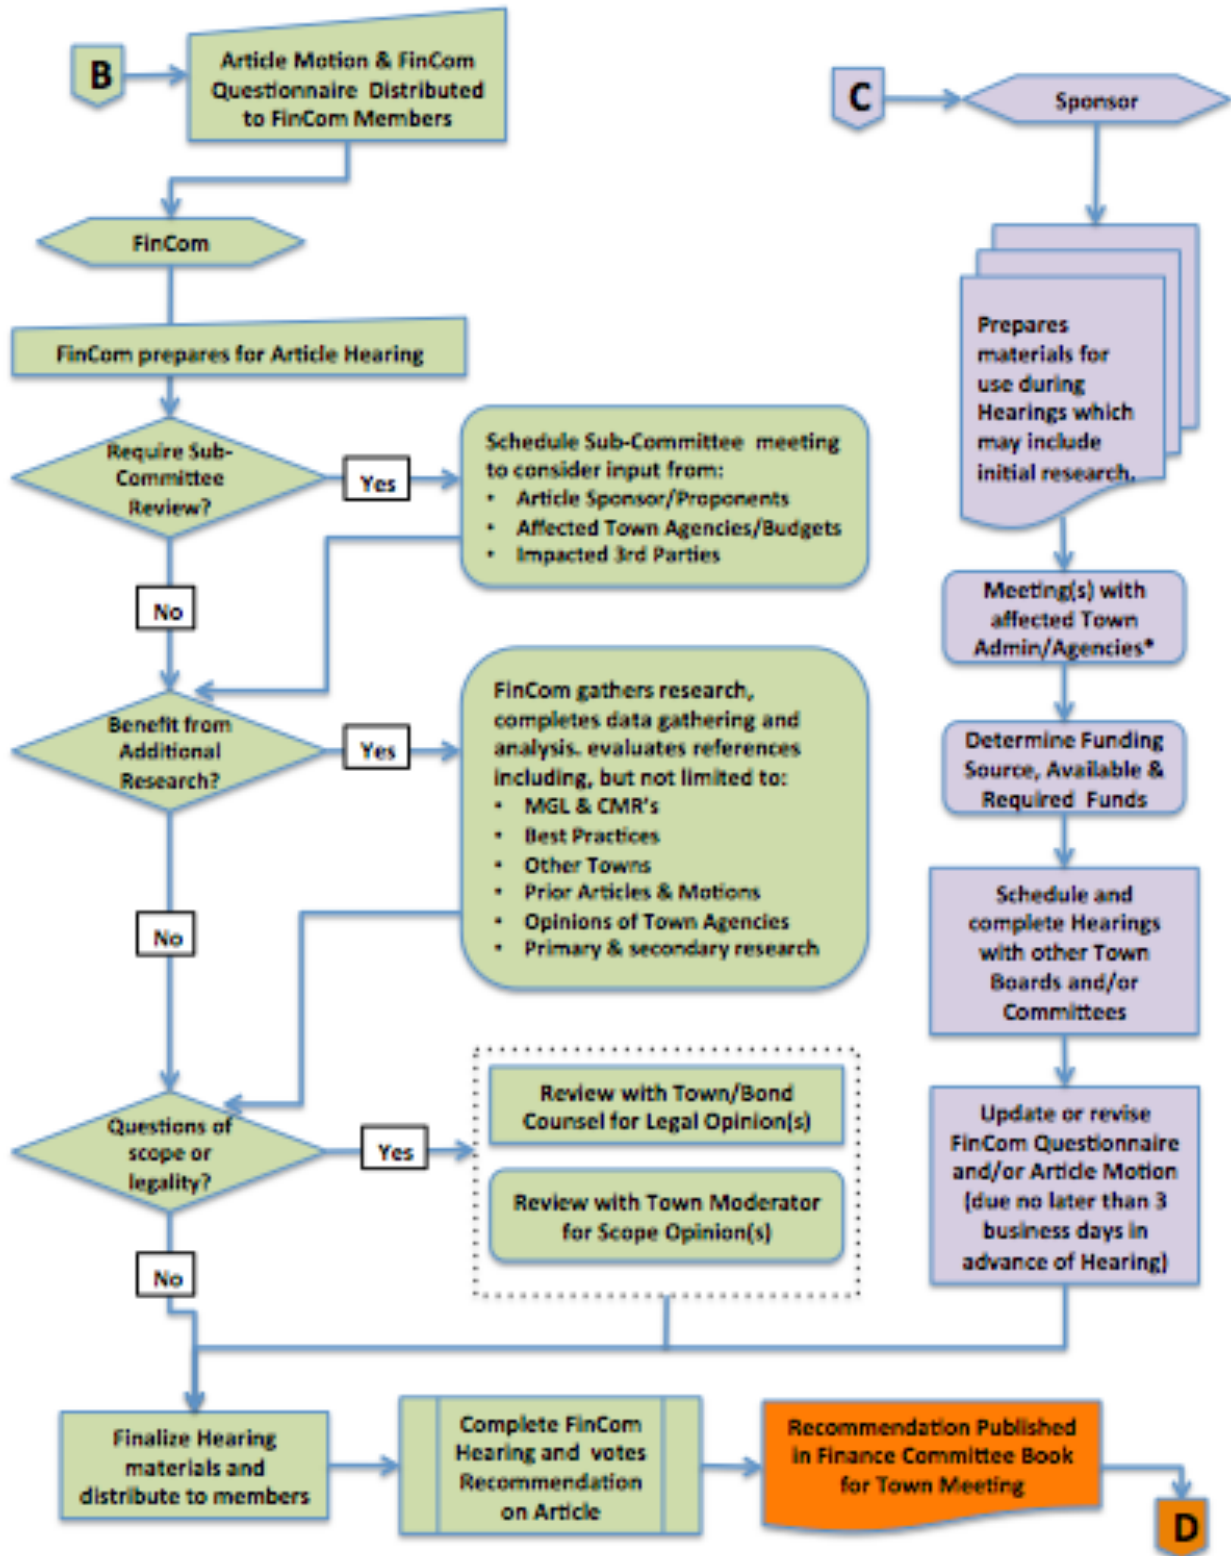 B
Article Motion & FinCom
Questionnaire Distributed
to FinCom Members
FinCom
FinCom prepares for Article Hearing
Require Sub-
Committee
Review?
Yes
Schedule Sub-Committee meeting
to consider input from:
• Article Sponsor/Proponents
• Affected Town Agencies/Budgets
• Impacted 3rd Parties
No
Benefit from
Additional
Research?
Yes
FinCom gathers research,
completes data gathering and
analysis. evaluates references
including, but not limited to:
• MGL & CMR's
• Best Practices
• Other Towns
• Prior Articles & Motions
• Opinions of Town Agencies
• Primary & secondary research
No
Questions of
scope or
legality?
Yes
Review with Town/Bond
Counsel for Legal Opinion(s)
Review with Town Moderator
for Scope Opinion(s)
No
C
Sponsor
Prepares
materials for
use during
Hearings which
may include
initial research.
Meeting(s) with
affected Town
Admin/Agencies*
Determine Funding
Source, Available &
Required Funds
Schedule and
complete Hearings
with other Town
Boards and/or
Committees
Update or revise
FinCom Questionnaire
and/or Article Motion
(due no later than 3
business days in
advance of Hearing)
Finalize Hearing
materials and
distribute to members
Complete FinCom
Hearing and votes
Recommendation
on Article
Recommendation Published
in Finance Committee Book
for Town Meeting
D